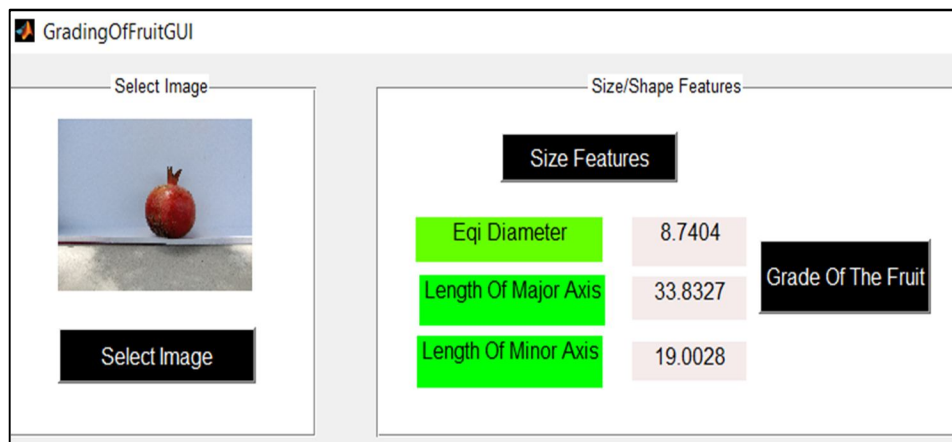 GradingOfFruitGUI
Select Image
Select Image
Size/Shape Features
Size Features
Eqi Diameter 8.7404
Length Of Major Axis 33.8327
Length Of Minor Axis 19.0028
Grade Of The Fruit